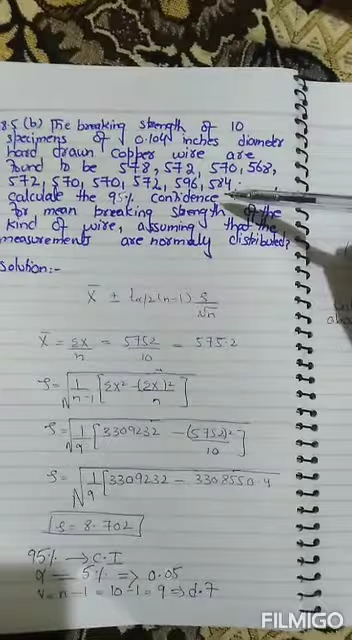 8.5 (b) The breaking strength of 10
specimens of 0.104 inches diameter
hard drawn copper wire are
found to be 578, 572, 570, 568,
572, 570, 570, 572, 596, 584.
calculate the 95% confidence
for mean breaking strength of the
kind of wire, assuming that the
measurements are normaly distributed?
Solution:-
X̄ ± tα/2(n-1) S/√n
X̄ = Σx/n = 5752/10 = 575.2
S = √1/n-1 [Σx² - (Σx)²/n]
S = √1/9 [3309232 - (5752)²/10]
S = √1/9 [3309232 - 3308550.4
S = 8.702
95% → C.I
α = 5% => 0.05
v = n-1 = 10-1 = 9 => d.f
FILMIGO